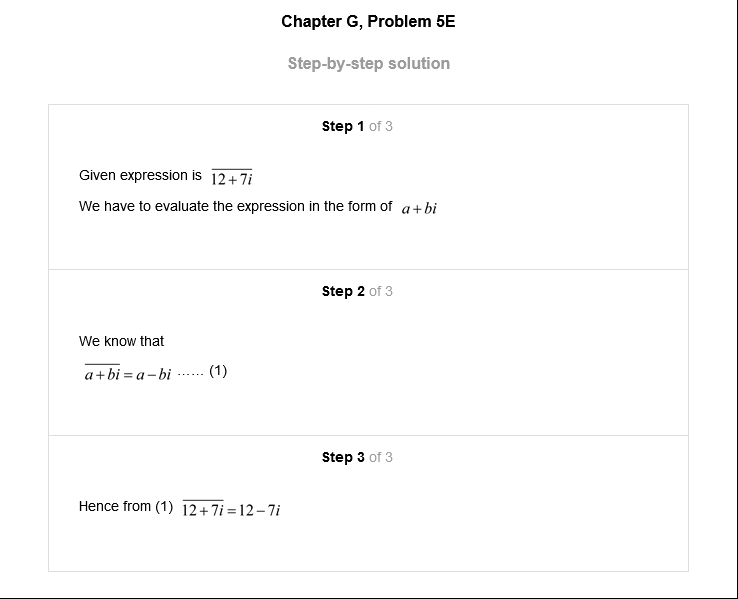 Chapter G, Problem 5E
Step-by-step solution
Step 1 of 3
Given expression is $\overline{12+7i}$
We have to evaluate the expression in the form of $a+bi$
Step 2 of 3
We know that
$\overline{a+bi}=a-bi$ ...... (1)
Step 3 of 3
Hence from (1) $\overline{12+7i}=12-7i$